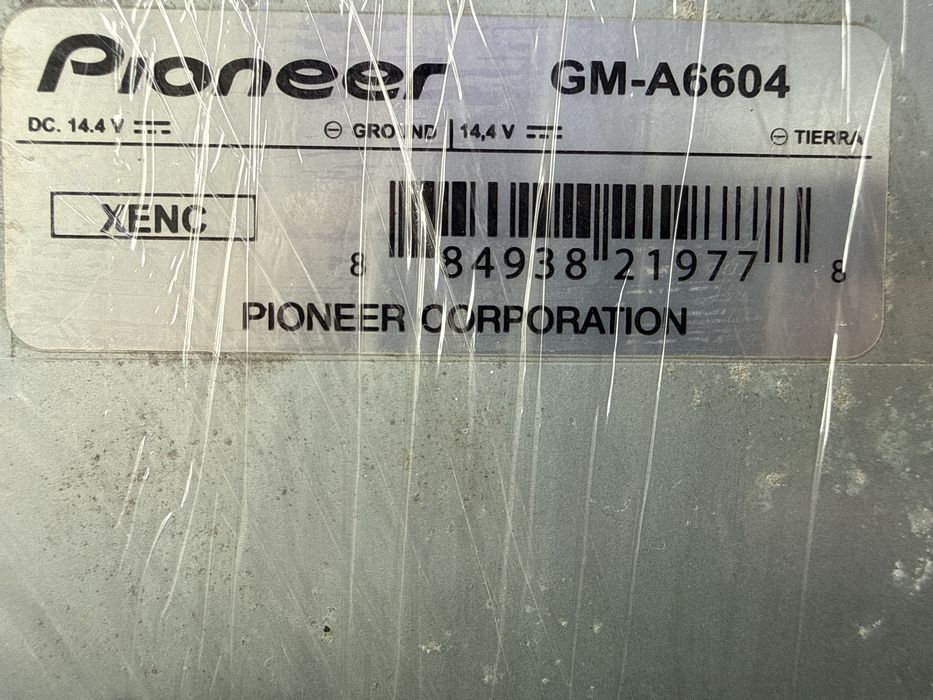 Pioneer GM-A6604
DC. 14.4 V ⎓ ⊖ GROUND | 14,4 V ⎓ ⊖ TIERRA
XENC
8 84938 21977 8
PIONEER CORPORATION